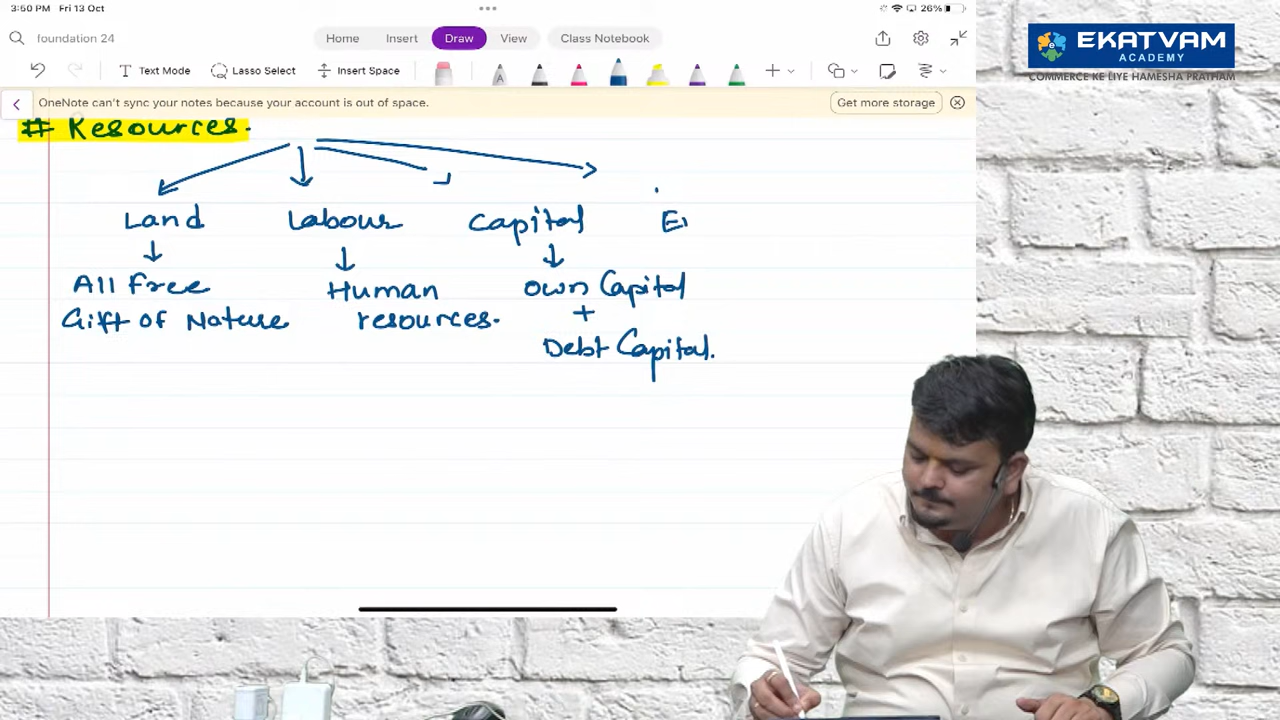 3:50 PM Fri 13 Oct
26%
foundation 24
Home Insert Draw View Class Notebook
Text Mode Lasso Select Insert Space
OneNote can't sync your notes because your account is out of space. Get more storage
# Resources.
Land Labour Capital
All Free Human Own Capital
Gift of Nature resources. +
Debt Capital.
EKATVAM
ACADEMY
COMMERCE KE LIYE HAMESHA PRATHAM